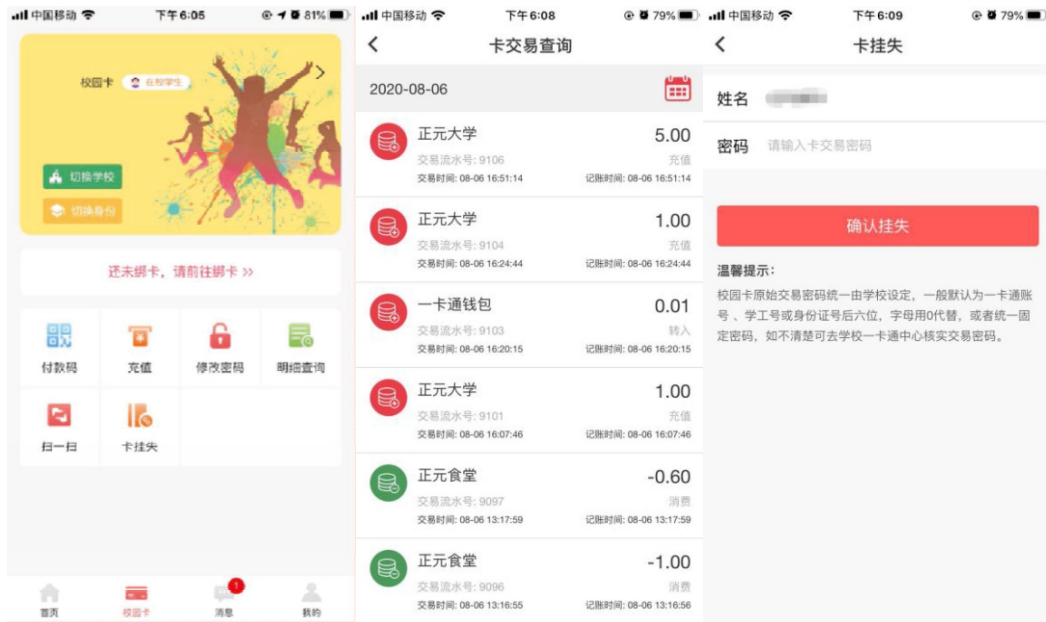 中国移动 下午6:05 81%
校园卡 在校学生
切换学校
切换身份
还未绑卡，请前往绑卡 >>
付款码 充值 修改密码 明细查询
扫一扫 卡挂失
1
首页 校园卡 消息 我的
中国移动 下午6:08 79%
卡交易查询
2020-08-06
正元大学 5.00
交易流水号: 9106 充值
交易时间: 08-06 16:51:14 记账时间: 08-06 16:51:14
正元大学 1.00
交易流水号: 9104 充值
交易时间: 08-06 16:24:44 记账时间: 08-06 16:24:44
一卡通钱包 0.01
交易流水号: 9103 转入
交易时间: 08-06 16:20:15 记账时间: 08-06 16:20:15
正元大学 1.00
交易流水号: 9101 充值
交易时间: 08-06 16:07:46 记账时间: 08-06 16:07:46
正元食堂 -0.60
交易流水号: 9097 消费
交易时间: 08-06 13:17:59 记账时间: 08-06 13:17:59
正元食堂 -1.00
交易流水号: 9096 消费
交易时间: 08-06 13:16:55 记账时间: 08-06 13:16:56
中国移动 下午6:09 79%
卡挂失
姓名
密码 请输入卡交易密码
确认挂失
温馨提示：
校园卡原始交易密码统一由学校设定，一般默认为一卡通账
号 、学工号或身份证号后六位，字母用0代替，或者统一固
定密码，如不清楚可去学校一卡通中心核实交易密码。